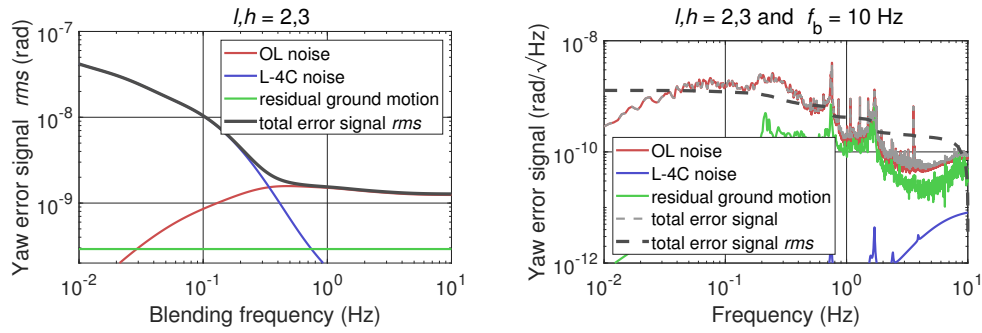 l,h = 2,3
Yaw error signal rms (rad)
10^-7
10^-8
10^-9
OL noise
L-4C noise
residual ground motion
total error signal rms
10^-2
10^-1
10^0
10^1
Blending frequency (Hz)
l,h = 2,3 and f_b = 10 Hz
Yaw error signal (rad/√Hz)
10^-8
10^-10
10^-12
OL noise
L-4C noise
residual ground motion
total error signal
total error signal rms
10^-2
10^-1
10^0
10^1
Frequency (Hz)